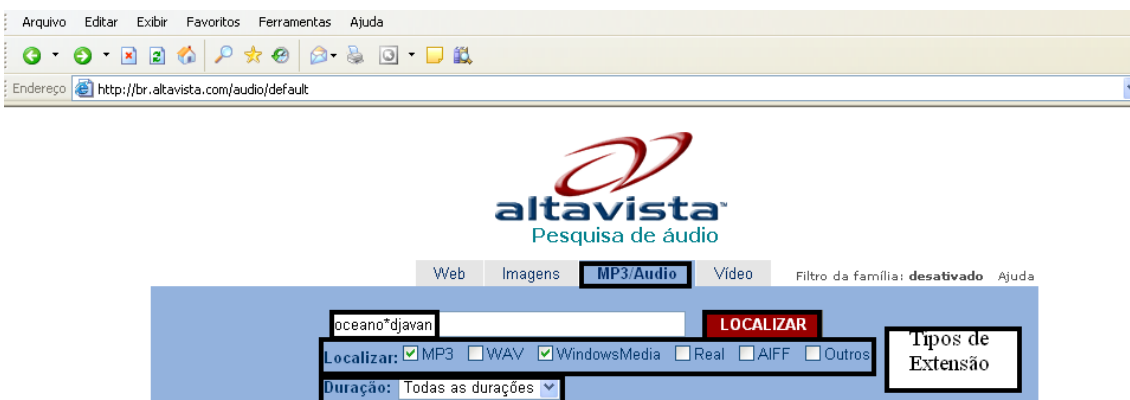 Arquivo Editar Exibir Favoritos Ferramentas Ajuda
Endereço http://br.altavista.com/audio/default
altavista™
Pesquisa de áudio
Web Imagens MP3/Audio Vídeo Filtro da família: desativado Ajuda
oceano*djavan LOCALIZAR
Localizar: MP3 WAV WindowsMedia Real AIFF Outros
Tipos de
Extensão
Duração: Todas as durações